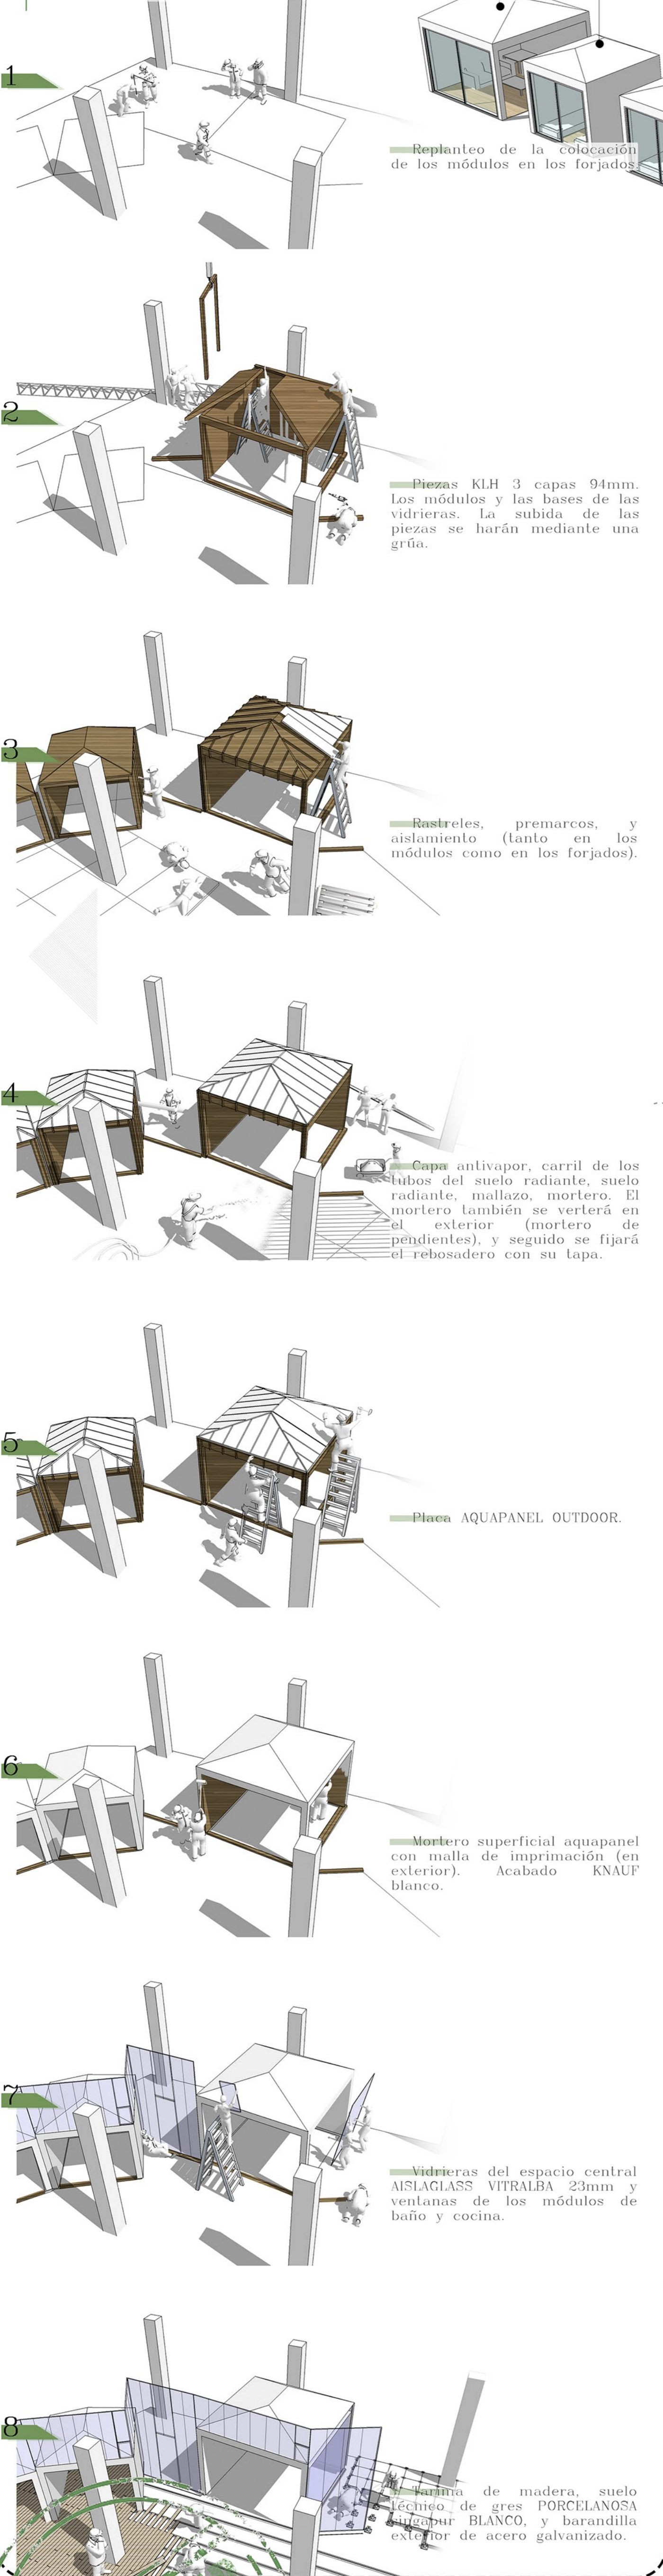 1
Replanteo de la colocación
de los módulos en los forjados.
2
Piezas KLH 3 capas 94mm.
Los módulos y las bases de las
vidrieras. La subida de las
piezas se harán mediante una
grúa.
3
Rastreles, premarcos, y
aislamiento (tanto en los
módulos como en los forjados).
4
Capa antivapor, carril de los
tubos del suelo radiante, suelo
radiante, mallazo, mortero. El
mortero también se verterá en
el exterior (mortero de
pendientes), y seguido se fijará
el rebosadero con su tapa.
5
Placa AQUAPANEL OUTDOOR.
6
Mortero superficial aquapanel
con malla de imprimación (en
exterior). Acabado KNAUF
blanco.
7
Vidrieras del espacio central
AISLAGLASS VITRALBA 23mm y
ventanas de los módulos de
baño y cocina.
8
Tarima de madera, suelo
técnico de gres PORCELANOSA
singapur BLANCO, y barandilla
exterior de acero galvanizado.